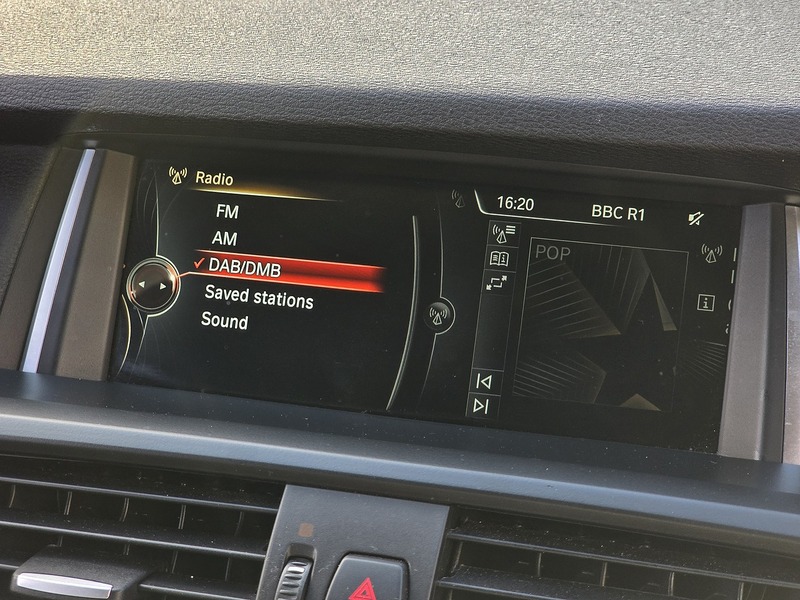 Radio
FM
AM
DAB/DMB
Saved stations
Sound
16:20
BBC R1
POP